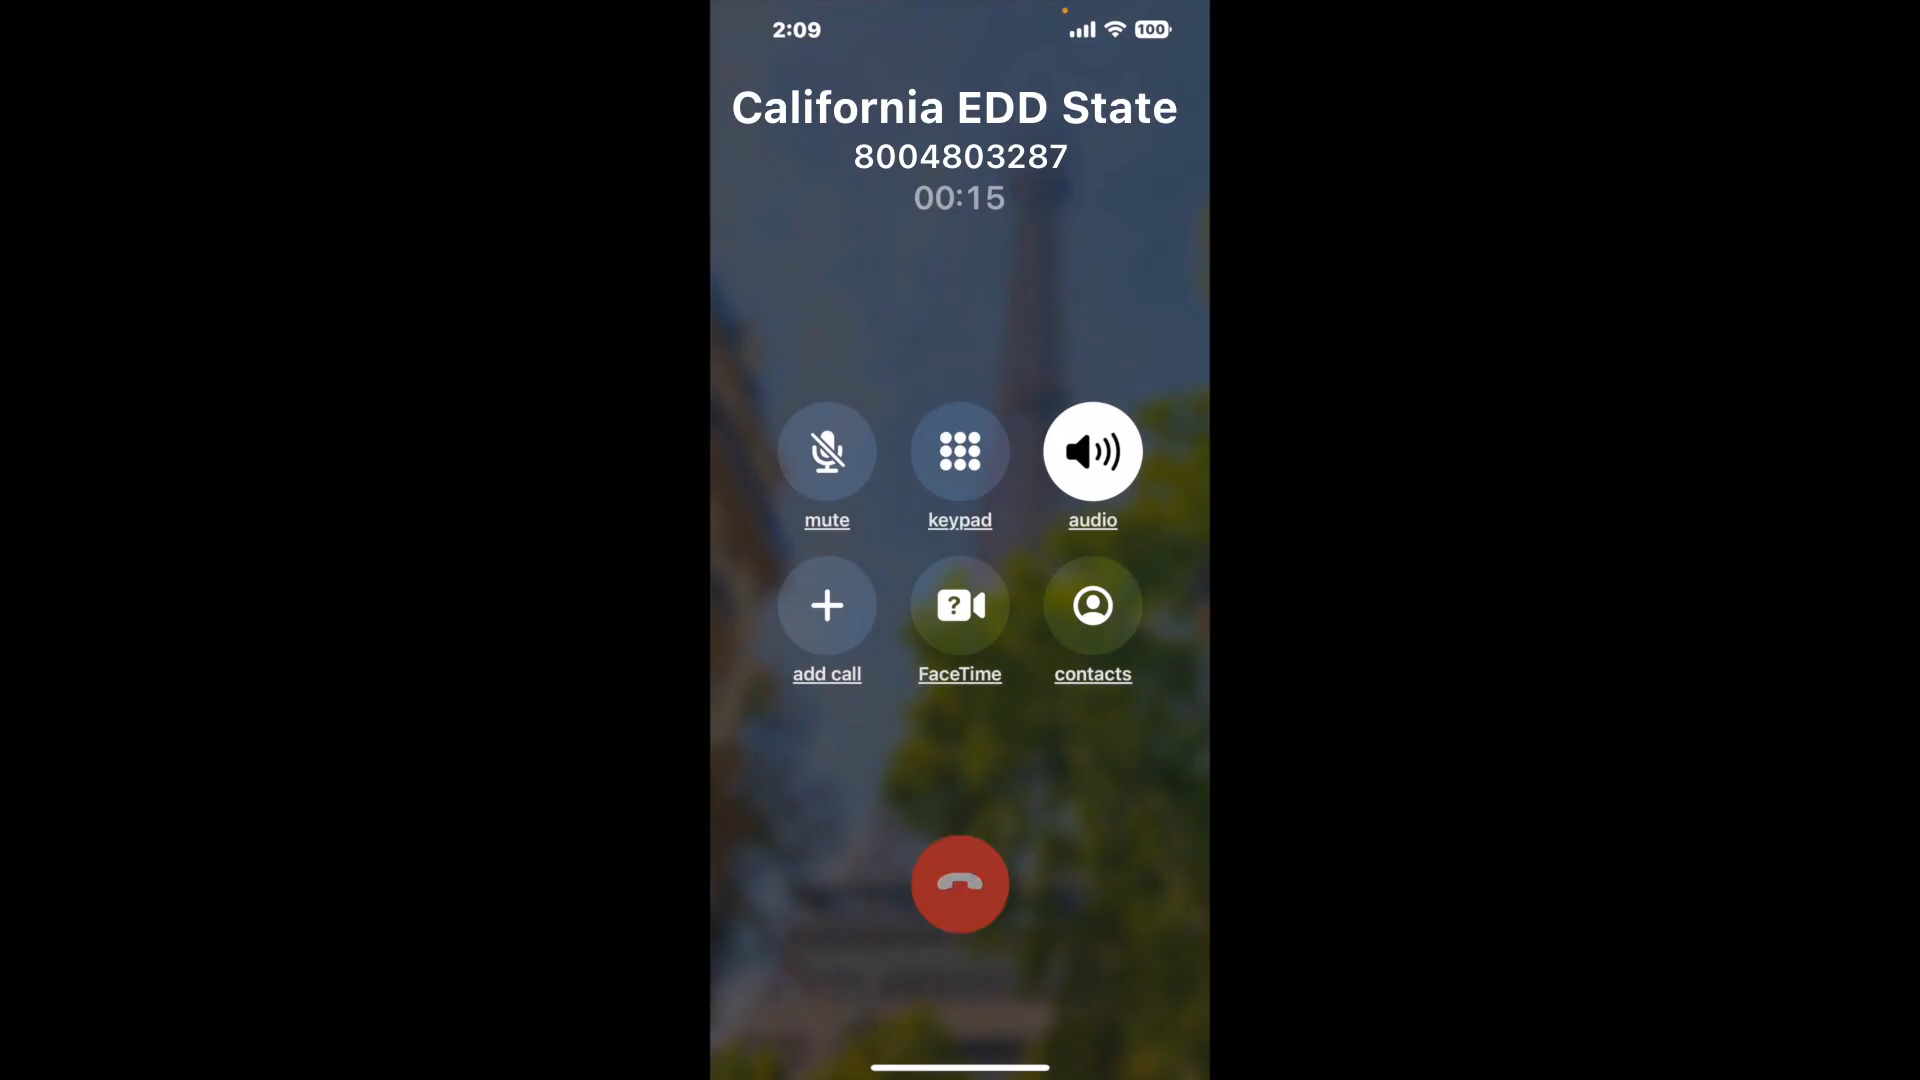 2:09
100
California EDD State
8004803287
00:15
mute
keypad
audio
?
add call
FaceTime
contacts